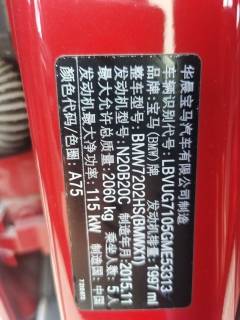 华晨宝马汽车有限公司制造
车辆识别代号:LBVUG7105GME53313
品牌:宝马(BMW)牌 发动机排量:1997 ml
整车型号:BMW7202HS(BMW
发动机型号:N20B20C 制造年月:2015.11
最大允许总质量:2060 kg 乘坐人数:5人
发动机最大净功率:115 kW 制造国:中国
颜色代号/色圈:A75